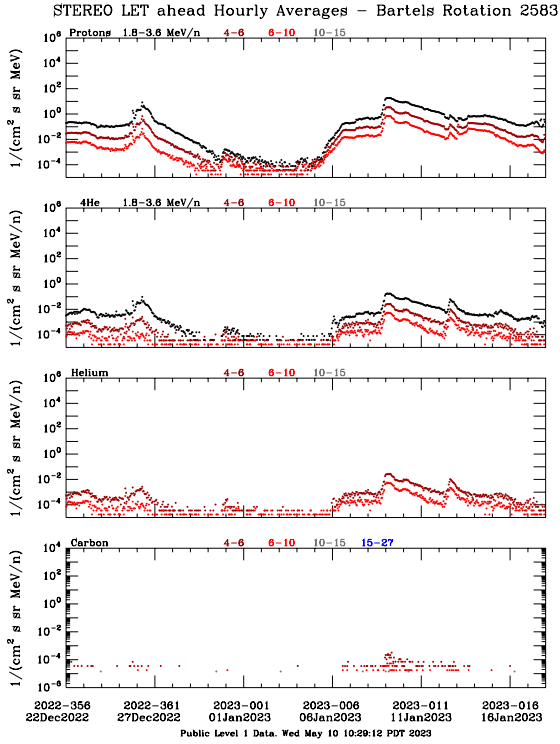 STEREO LET ahead Hourly Averages - Bartels Rotation 2583
Protons 1.8-3.6 MeV/n 4-6 6-10 10-15
10^6
10^4
10^2
10^0
10^-2
10^-4
1/(cm^2 s sr MeV)
4He 1.8-3.6 MeV/n 4-6 6-10 10-15
10^6
10^4
10^2
10^0
10^-2
10^-4
1/(cm^2 s sr MeV/n)
Helium 4-6 6-10 10-15
10^6
10^4
10^2
10^0
10^-2
10^-4
1/(cm^2 s sr MeV/n)
Carbon 4-6 6-10 10-15 15-27
10^4
10^2
10^0
10^-2
10^-4
10^-6
1/(cm^2 s sr MeV/n)
2022-356 2022-361 2023-001 2023-006 2023-011 2023-016
22Dec2022 27Dec2022 01Jan2023 06Jan2023 11Jan2023 16Jan2023
Public Level 1 Data. Wed May 10 10:29:12 PDT 2023